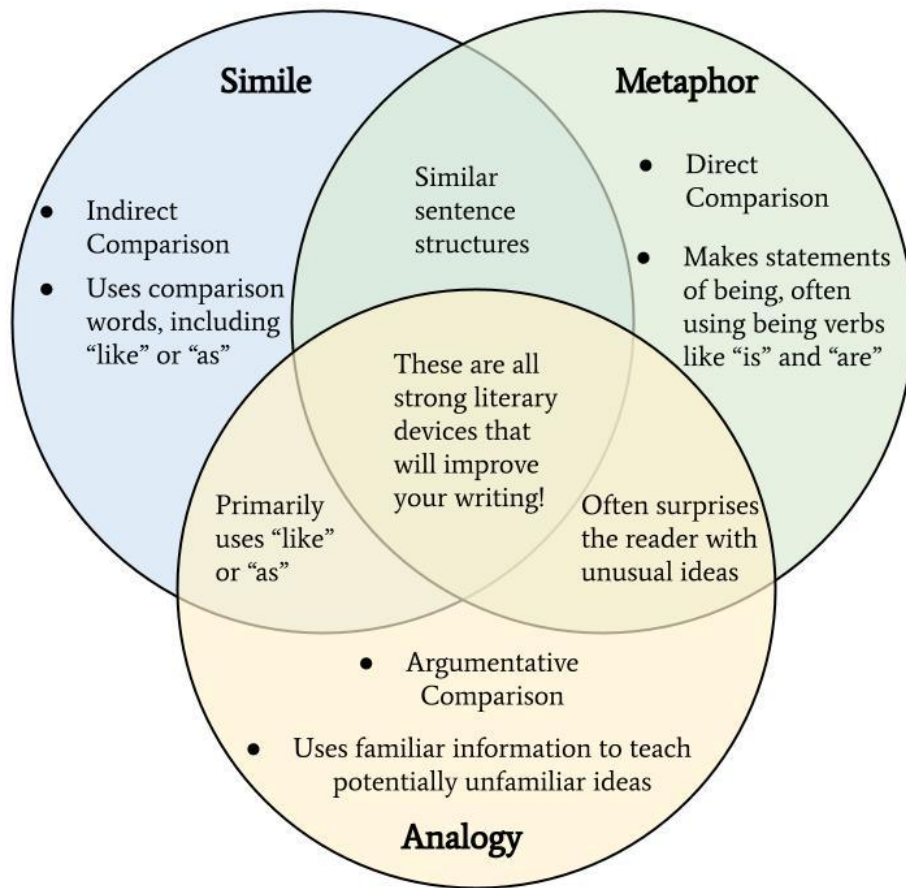 Simile
Metaphor
● Indirect
Comparison
● Uses comparison
words, including
“like” or “as”
Similar
sentence
structures
● Direct
Comparison
● Makes statements
of being, often
using being verbs
like “is” and “are”
These are all
strong literary
devices that
will improve
your writing!
Primarily
uses “like”
or “as”
Often surprises
the reader with
unusual ideas
● Argumentative
Comparison
● Uses familiar information to teach
potentially unfamiliar ideas
Analogy